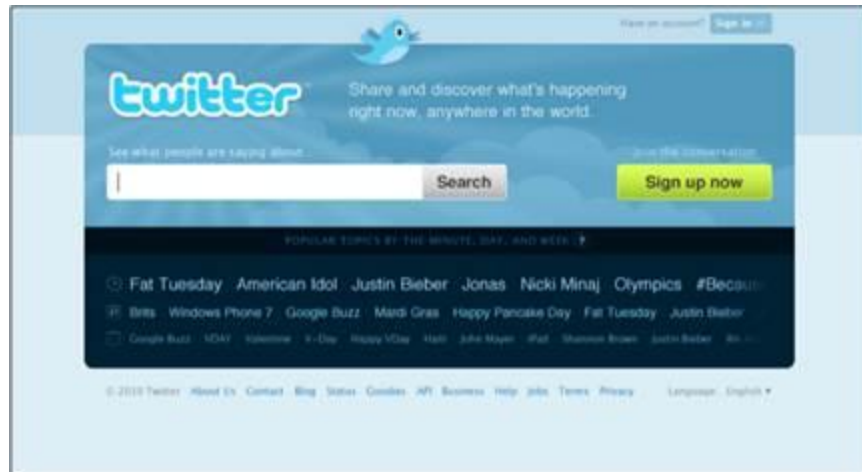 Have an account? Sign in
twitter
Share and discover what's happening
right now, anywhere in the world.
See what people are saying about...
Join the conversation
Search
Sign up now
POPULAR TOPICS BY THE MINUTE, DAY, AND WEEK ?
Fat Tuesday American Idol Justin Bieber Jonas Nicki Minaj Olympics #Becau
Brits Windows Phone 7 Google Buzz Mardi Gras Happy Pancake Day Fat Tuesday Justin Bieber
Google Buzz VDAY Valentine V-Day Happy VDay Haiti John Mayer iPad Shannon Brown Justin Bieber
© 2010 Twitter About Us Contact Blog Status Goodies API Business Help Jobs Terms Privacy Language: English